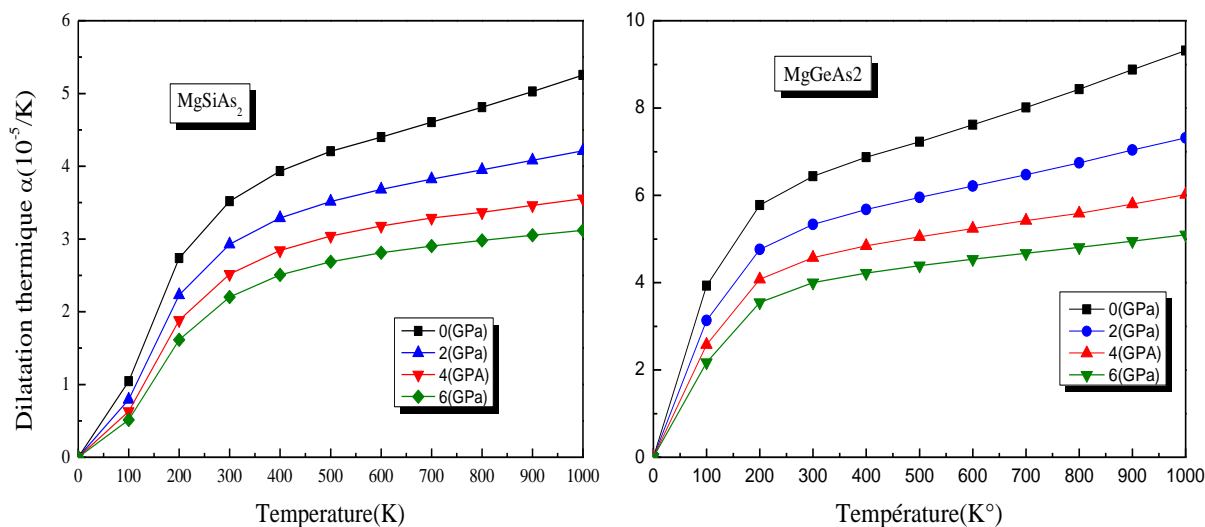 Dilatation thermique α(10⁻⁵/K)
6
5
4
3
2
1
0
MgSiAs₂
0(GPa)
2(GPa)
4(GPA)
6(GPa)
0 100 200 300 400 500 600 700 800 900 1000
Temperature(K)
10
8
6
4
2
0
MgGeAs2
0(GPa)
2(GPa)
4(GPa)
6(GPa)
0 100 200 300 400 500 600 700 800 900 1000
Température(K°)